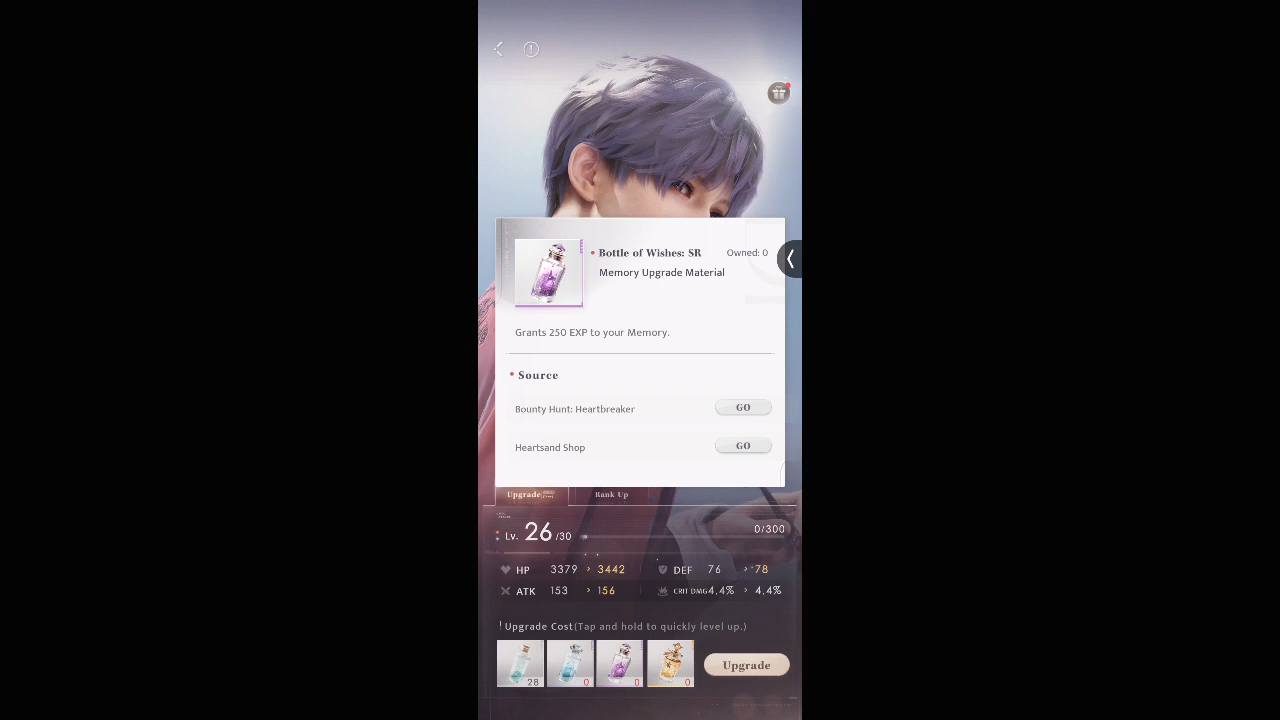 Bottle of Wishes: SR Owned: 0
Memory Upgrade Material
Grants 250 EXP to your Memory.
Source
Bounty Hunt: Heartbreaker GO
Heartsand Shop GO
Upgrade Rank Up
Lv. 26 /30 0/300
HP 3379 > 3442 DEF 76 > 78
ATK 153 > 156 CRIT DMG 4.4% > 4.4%
! Upgrade Cost(Tap and hold to quickly level up.)
28 0 0 0 Upgrade